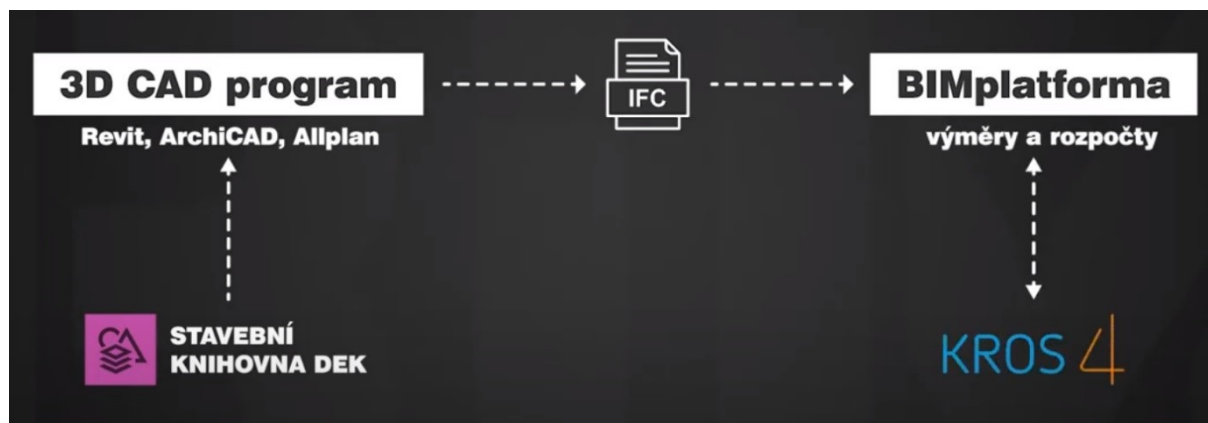 3D CAD program
Revit, ArchiCAD, Allplan
IFC
BIMplatforma
výměry a rozpočty
STAVEBNÍ
KNIHOVNA DEK
KROS 4